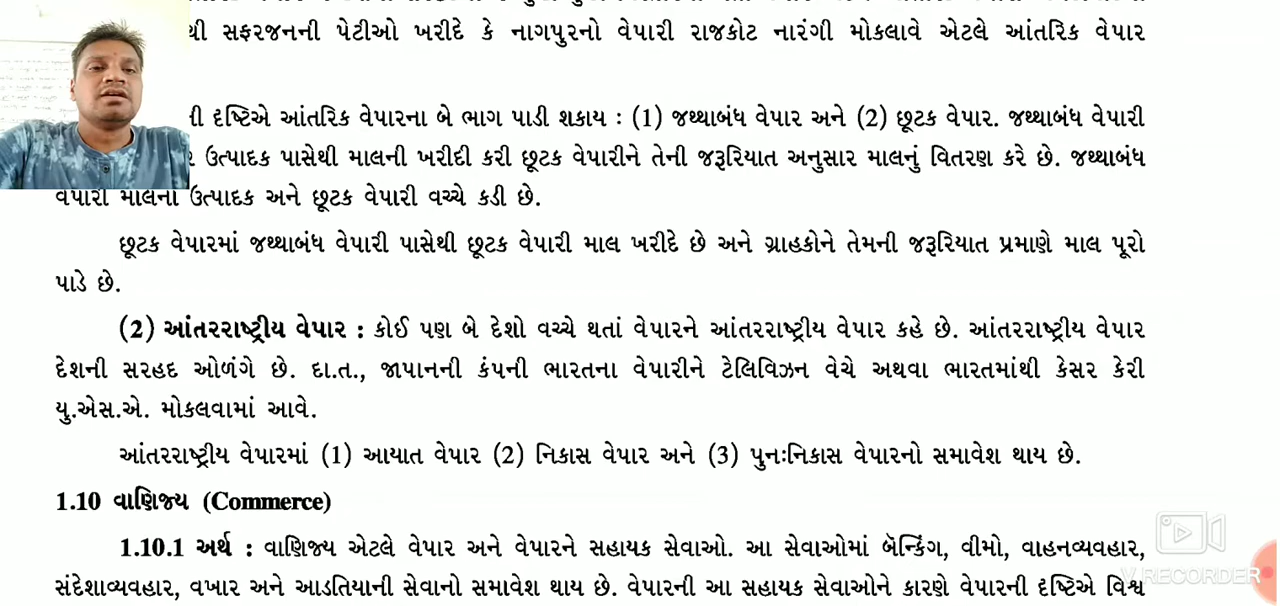 થી સફરજનની પેટીઓ ખરીદે કે નાગપુરનો વેપારી રાજકોટ નારંગી મોકલાવે એટલે આંતરિક વેપાર
ની દૃષ્ટિએ આંતરિક વેપારના બે ભાગ પાડી શકાય : (1) જથ્થાબંધ વેપાર અને (2) છૂટક વેપાર. જથ્થાબંધ વેપારી
ઉત્પાદક પાસેથી માલની ખરીદી કરી છૂટક વેપારીને તેની જરૂરિયાત અનુસાર માલનું વિતરણ કરે છે. જથ્થાબંધ
વેપારી માલના ઉત્પાદક અને છૂટક વેપારી વચ્ચે કડી છે.
છૂટક વેપારમાં જથ્થાબંધ વેપારી પાસેથી છૂટક વેપારી માલ ખરીદે છે અને ગ્રાહકોને તેમની જરૂરિયાત પ્રમાણે માલ પૂરો
પાડે છે.
(2) આંતરરાષ્ટ્રીય વેપાર : કોઈ પણ બે દેશો વચ્ચે થતાં વેપારને આંતરરાષ્ટ્રીય વેપાર કહે છે. આંતરરાષ્ટ્રીય વેપાર
દેશની સરહદ ઓળંગે છે. દા.ત., જાપાનની કંપની ભારતના વેપારીને ટેલિવિઝન વેચે અથવા ભારતમાંથી કેસર કેરી
યુ.એસ.એ. મોકલવામાં આવે.
આંતરરાષ્ટ્રીય વેપારમાં (1) આયાત વેપાર (2) નિકાસ વેપાર અને (3) પુનઃનિકાસ વેપારનો સમાવેશ થાય છે.
1.10 વાણિજ્ય (Commerce)
1.10.1 અર્થ : વાણિજ્ય એટલે વેપાર અને વેપારને સહાયક સેવાઓ. આ સેવાઓમાં બૅન્કિંગ, વીમો, વાહનવ્યવહાર,
સંદેશાવ્યવહાર, વખાર અને આડતિયાની સેવાનો સમાવેશ થાય છે. વેપારની આ સહાયક સેવાઓને કારણે વેપારની દૃષ્ટિએ વિશ્વ
V RECORDER